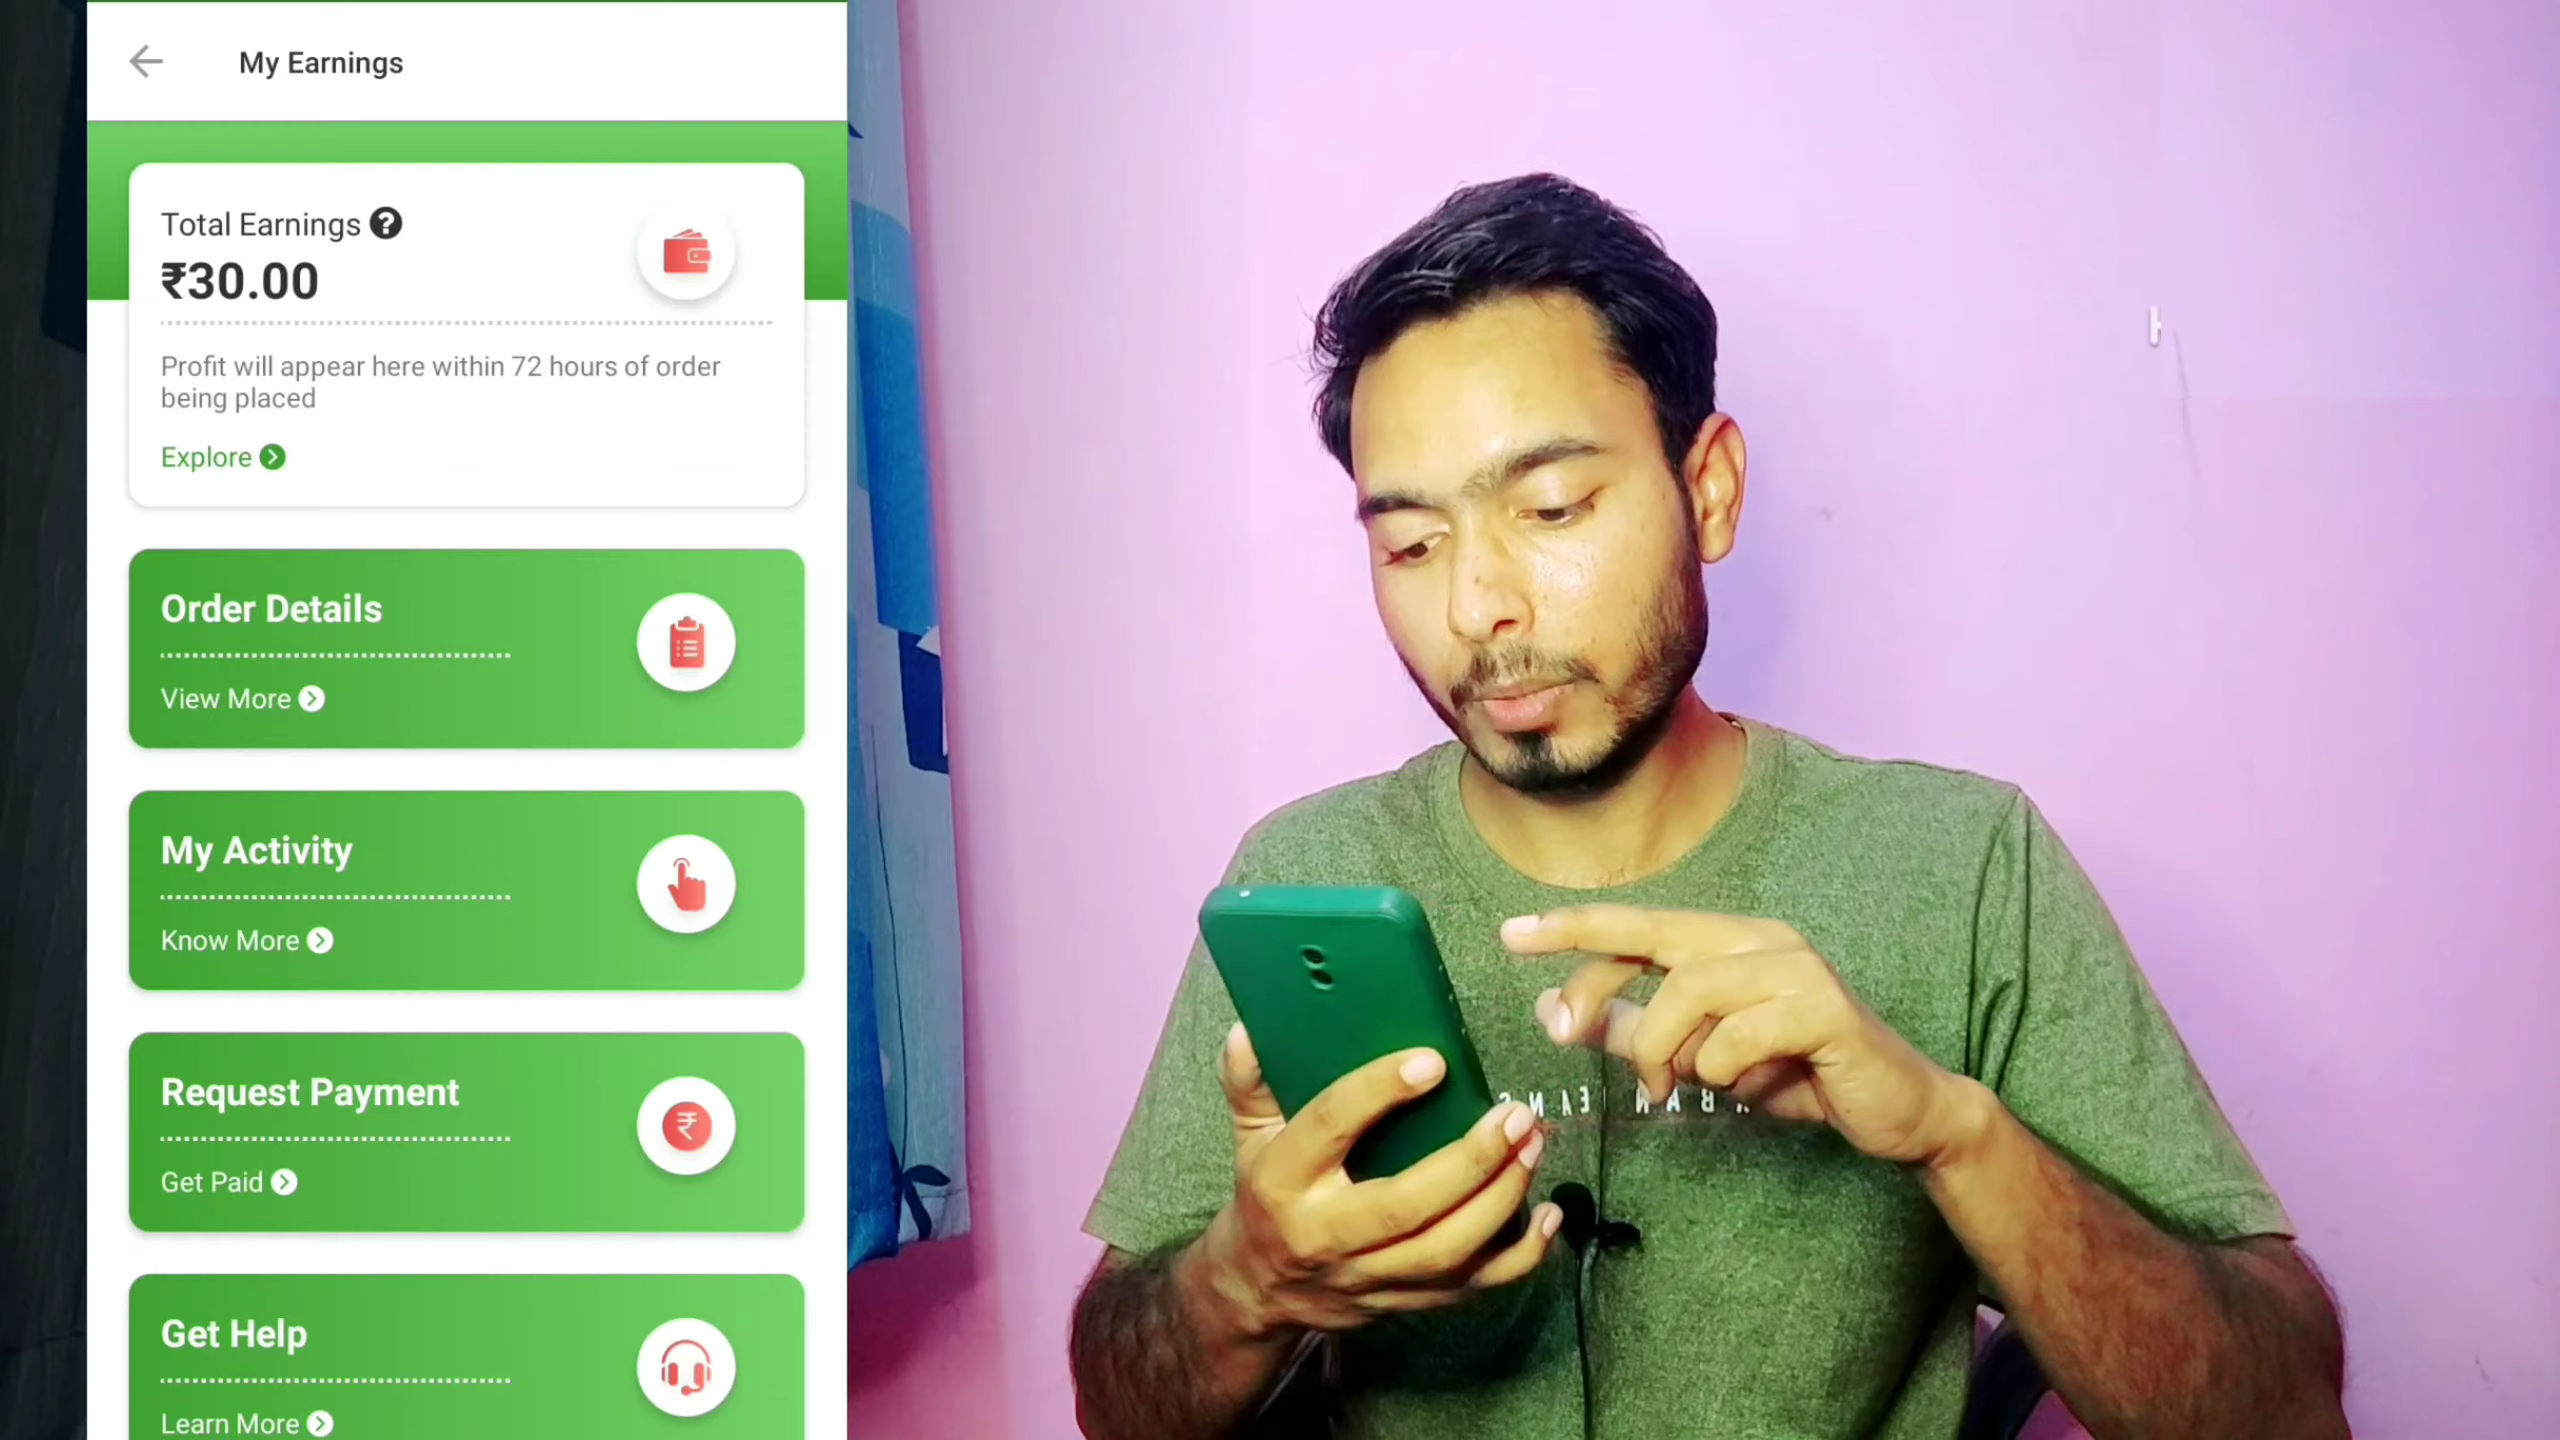 My Earnings
Total Earnings ?
₹30.00
Profit will appear here within 72 hours of order
being placed
Explore
Order Details
View More
My Activity
Know More
Request Payment
₹
Get Paid
Get Help
Learn More